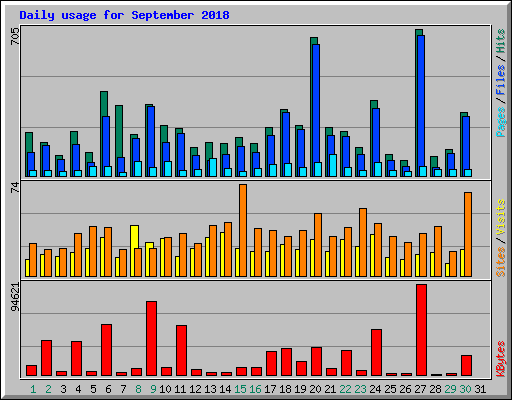 Daily usage for September 2018
705
Pages / Files / Hits
74
Sites / Visits
94621
KBytes
1 2 3 4 5 6 7 8 9 10 11 12 13 14 15 16 17 18 19 20 21 22 23 24 25 26 27 28 29 30 31